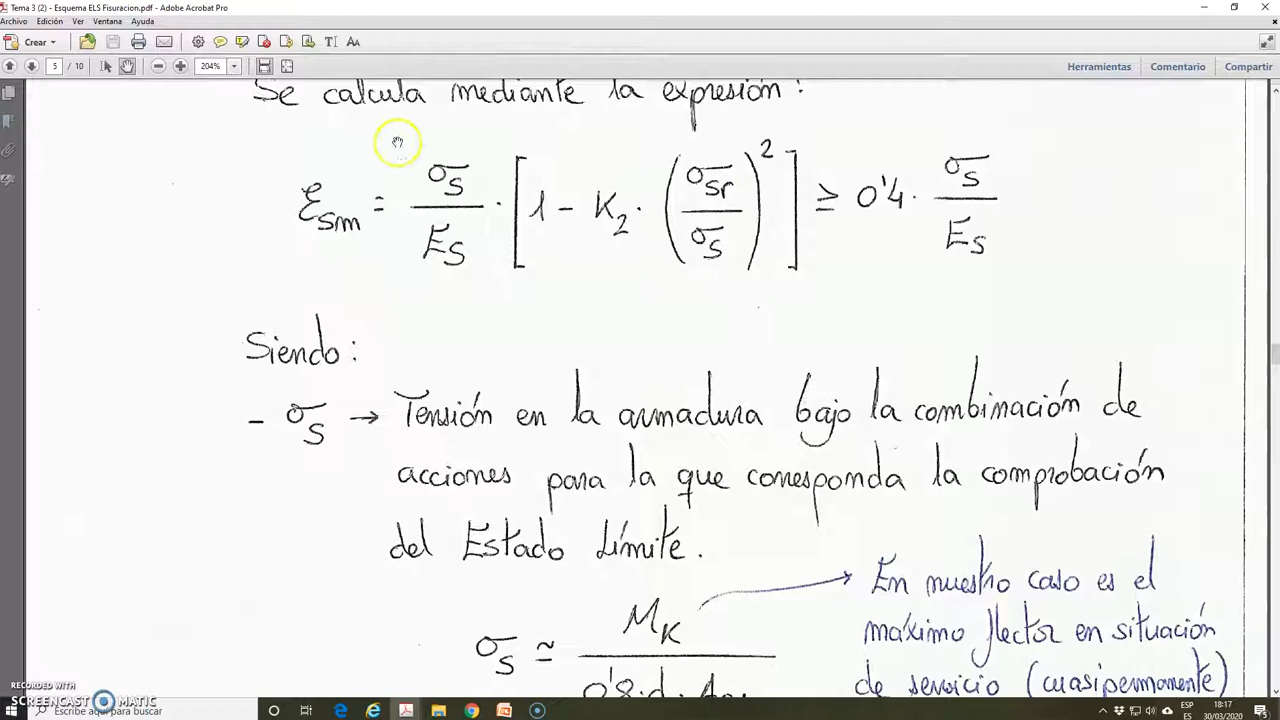 Tema 3 (2) - Esquema ELS Fisuracion.pdf - Adobe Acrobat Pro
Archivo Edición Ver Ventana Ayuda
Crear
5 / 10 204% Herramientas Comentario Compartir
Se calcula mediante la expresión:
εsm = σs / Es · [1 - K2 · (σsr / σs)^2] ≥ 0'4 · σs / Es
Siendo:
- σs → Tensión en la armadura bajo la combinación de
acciones para la que corresponda la comprobación
del Estado Límite.
σs ≃ MK / 0'8 · d ·
En nuestro caso es el
máximo flector en situación
de servicio (cuasipermanente)
RECORDED WITH
SCREENCAST MATIC
Escribe aquí para buscar
ESP
18:17
30/03/2020
5